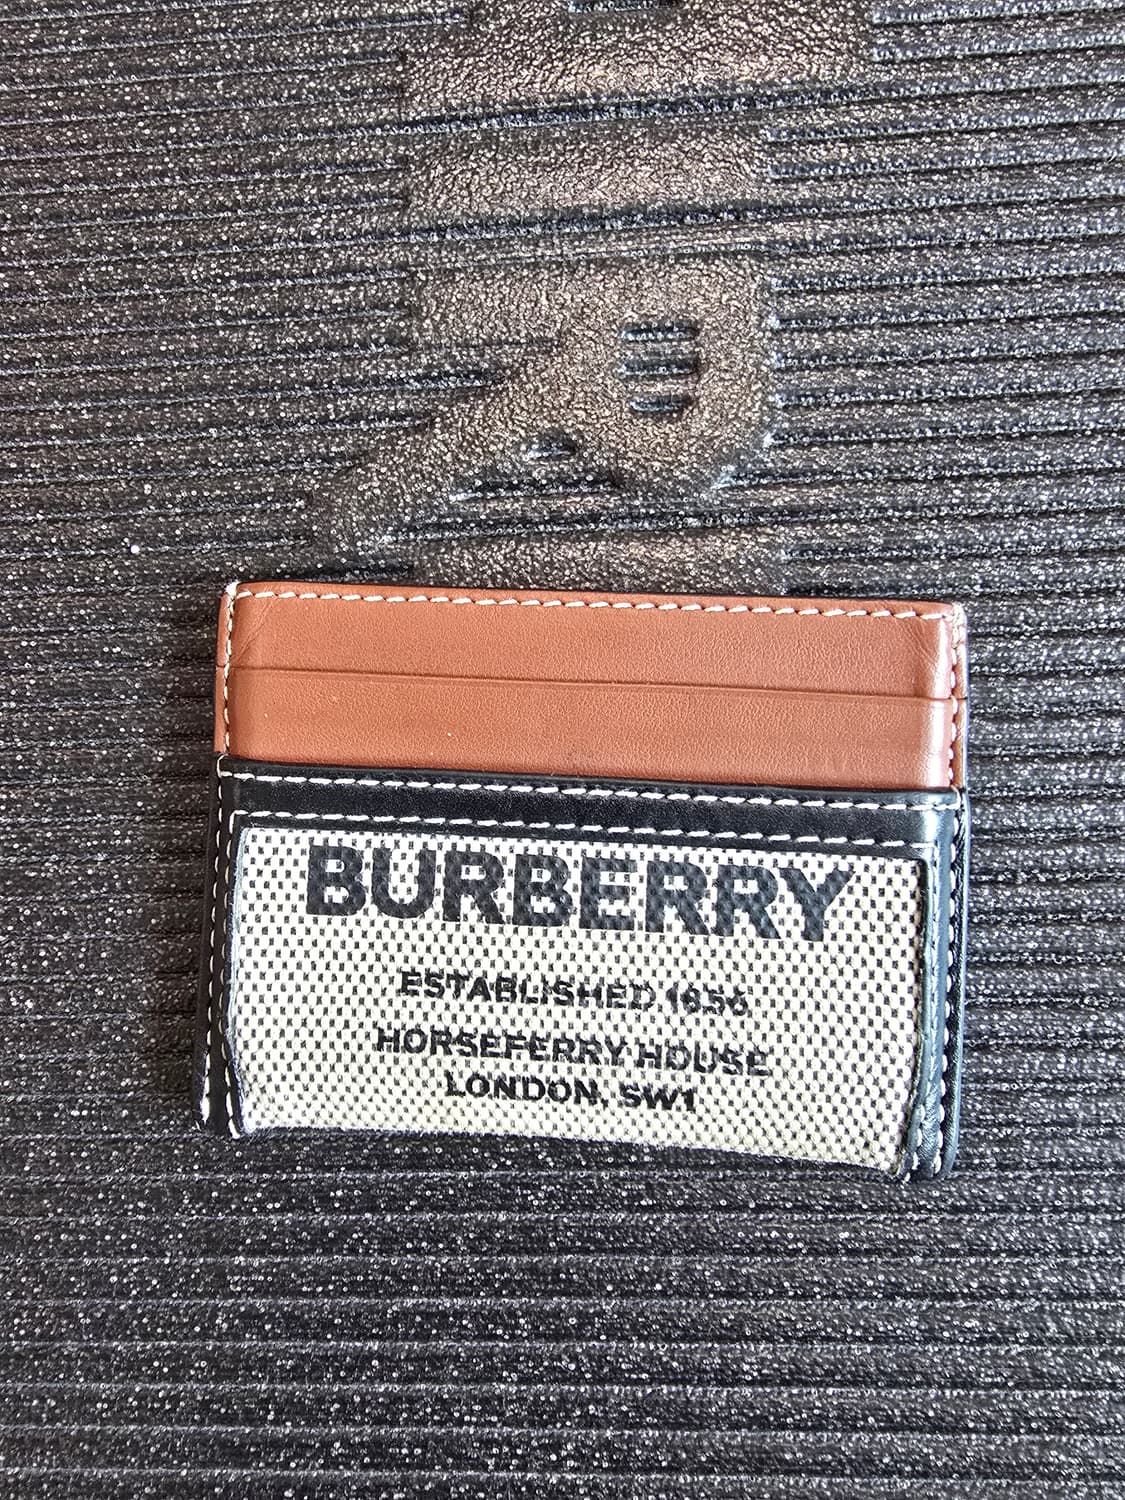 BURBERRY
ESTABLISHED 1856
HORSEFERRY HOUSE
LONDON, SW1